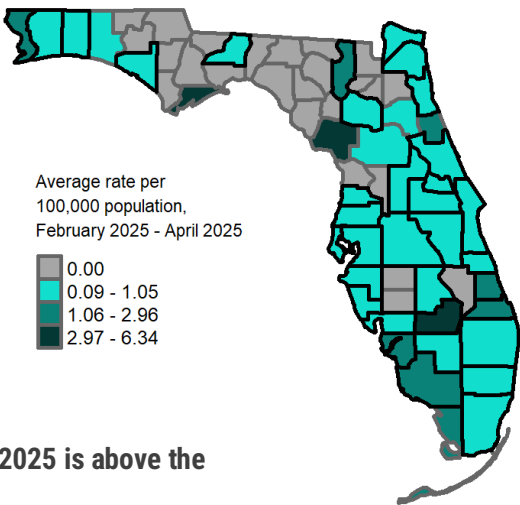 Average rate per
100,000 population,
February 2025 - April 2025
0.00
0.09 - 1.05
1.06 - 2.96
2.97 - 6.34
2025 is above the